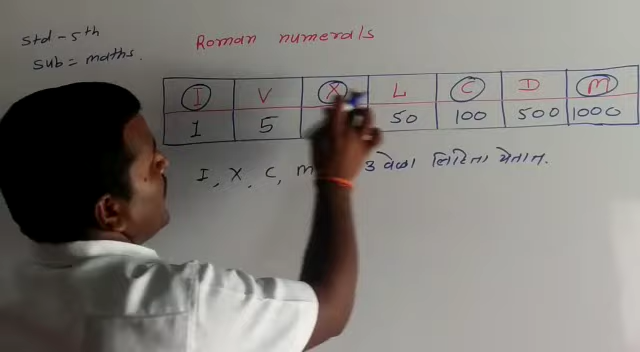 Std - 5th
Sub = maths.
Roman numerals
I V X L C D M
1 5 50 100 500 1000
I, X, C, M 3 वेळा लिहिता येतात.